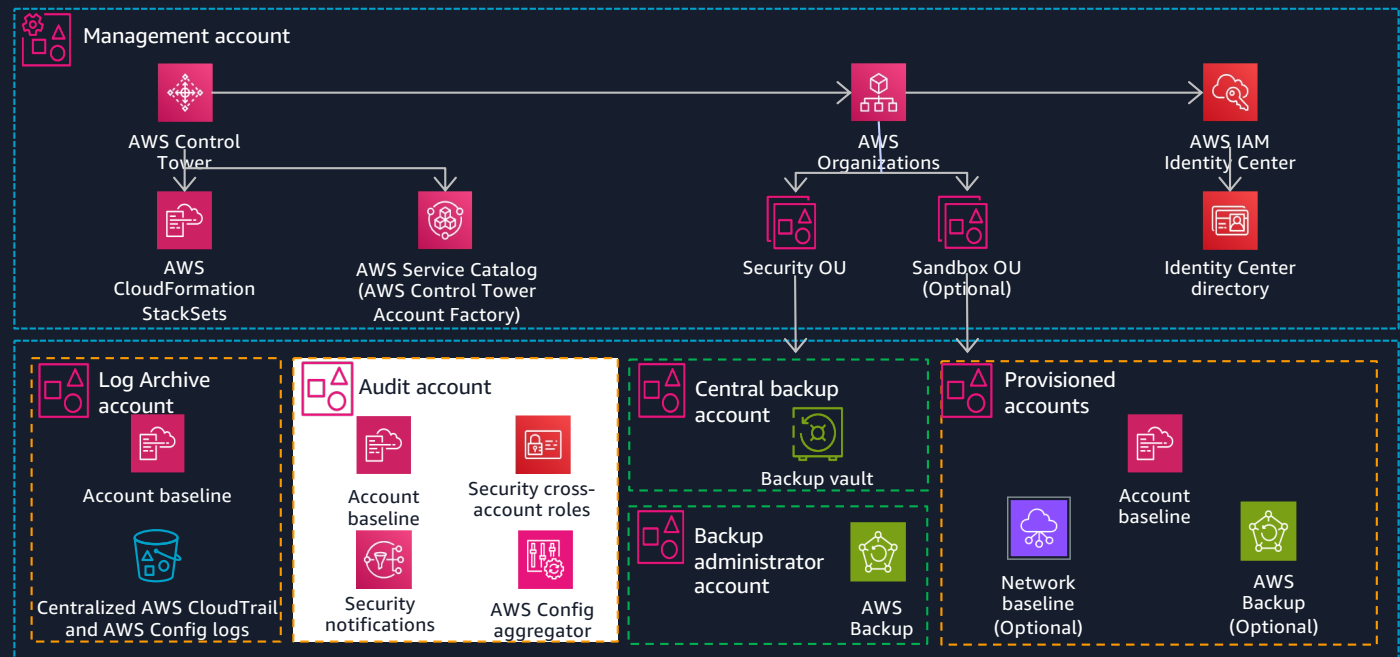 Management account
AWS Control
Tower
AWS
Organizations
AWS IAM
Identity Center
AWS
CloudFormation
StackSets
AWS Service Catalog
(AWS Control Tower
Account Factory)
Security OU
Sandbox OU
(Optional)
Identity Center
directory
Log Archive
account
Account baseline
Centralized AWS CloudTrail
and AWS Config logs
Audit account
Account
baseline
Security cross-
account roles
Security
notifications
AWS Config
aggregator
Central backup
account
Backup vault
Backup
administrator
account
AWS
Backup
Provisioned
accounts
Account
baseline
Network
baseline
(Optional)
AWS
Backup
(Optional)